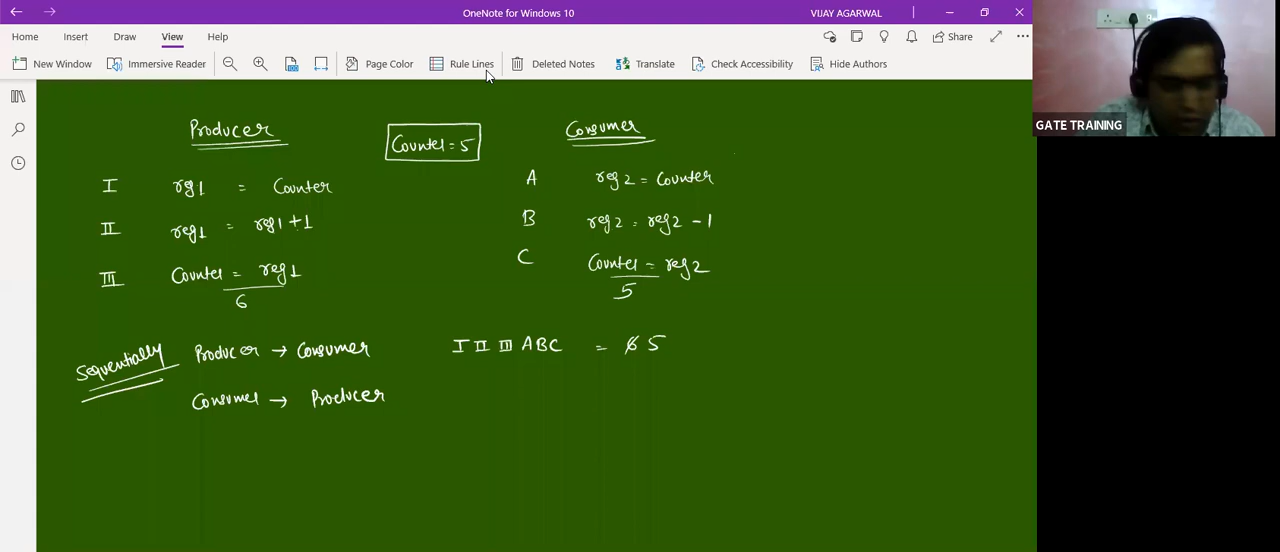 OneNote for Windows 10
VIJAY AGARWAL
Home Insert Draw View Help
Share
New Window Immersive Reader Page Color Rule Lines Deleted Notes Translate Check Accessibility Hide Authors
GATE TRAINING
Producer Counter = 5 Consumer
I reg1 = Counter A reg2 = Counter
II reg1 = reg1 + 1 B reg2 = reg2 - 1
III Counter = reg1 C Counter = reg2
6 5
Sequentially Producer → Consumer I II III ABC = 6 5
Consumer → Producer